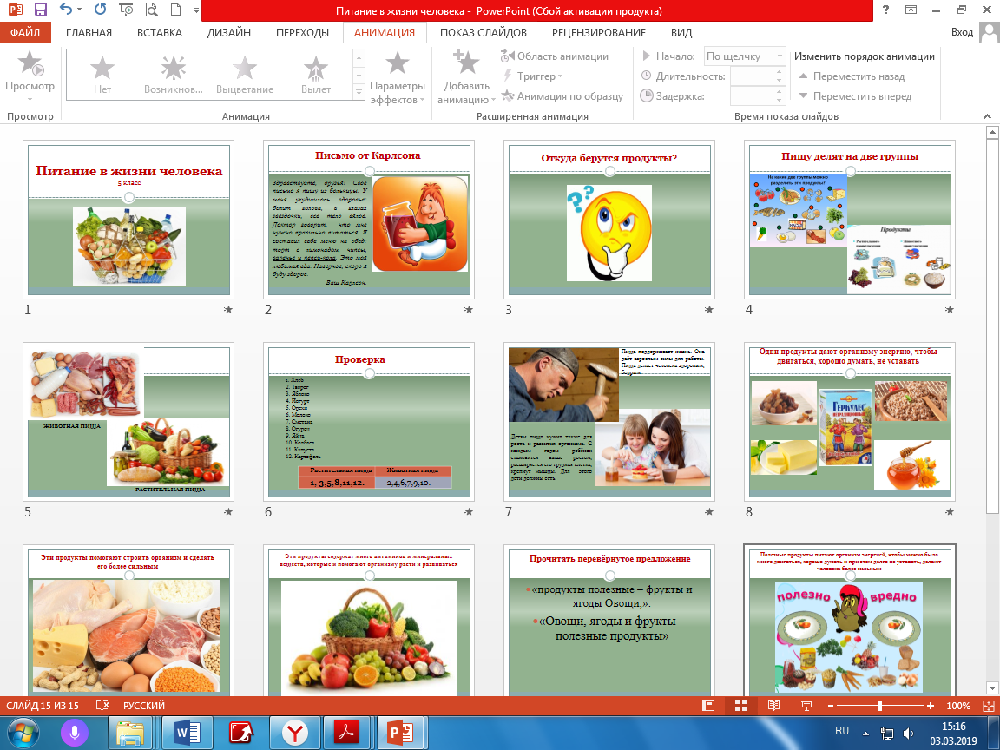 Питание в жизни человека - PowerPoint (Сбой активации продукта)
ФАЙЛ ГЛАВНАЯ ВСТАВКА ДИЗАЙН ПЕРЕХОДЫ АНИМАЦИЯ ПОКАЗ СЛАЙДОВ РЕЦЕНЗИРОВАНИЕ ВИД Вход
Просмотр
Нет Возникнов... Выцветание Вылет
Параметры эффектов
Добавить анимацию
Область анимации
Триггер
Анимация по образцу
Начало: По щелчку
Длительность:
Задержка:
Изменить порядок анимации
Переместить назад
Переместить вперед
Просмотр Анимация Расширенная анимация Время показа слайдов
Питание в жизни человека
5 класс
1
Письмо от Карлсона
Здравствуйте, друзья! Свое
письмо я пишу из больницы. У
меня ухудшилось здоровье:
болит голова, в глазах
звездочки, все тело вялое.
Доктор говорит, что мне
нужно правильно питаться. Я
составил себе меню на обед:
торт с лимонадом, чипсы,
варенье и пепси-кола. Это моя
любимая еда. Наверное, скоро я
буду здоров.
Ваш Карлсон.
2
Откуда берутся продукты?
3
Пищу делят на две группы
На какие две группы можно
разделить эти продукты?
Продукты
4
ЖИВОТНАЯ ПИЩА
РАСТИТЕЛЬНАЯ ПИЩА
5
Проверка
1. Хлеб
2. Творог
3. Яблоко
4. Йогурт
5. Орехи
6. Молоко
7. Сметана
8. Огурец
9. Яйца
10. Колбаса
11. Капуста
12. Картофель
Растительная пища Животная пища
1, 3,5,8,11,12. 2,4,6,7,9,10.
6
Пища поддерживает жизнь. Она
даёт взрослым силы для работы.
Пища делает человека здоровым,
бодрым.
Детям пища нужна также для
роста и развития организма. С
каждым годом ребенок
становится выше ростом,
расширяется его грудная клетка,
крепнут мышцы. Для этого
дети должны есть.
7
Одни продукты дают организму энергию, чтобы
двигаться, хорошо думать, не уставать
ГЕРКУЛЕС
8
Эти продукты помогают строить организм и сделать
его более сильным
Эти продукты содержат много витаминов и минеральных
веществ, которые и помогают организму расти и развиваться
Прочитать перевёрнутое предложение
«продукты полезные – фрукты и
ягоды Овощи,».
«Овощи, ягоды и фрукты –
полезные продукты»
Полезные продукты питают организм энергией, чтобы можно было
много двигаться, хорошо думать и при этом долго не уставать, делают
человека более сильным
полезно вредно
СЛАЙД 15 ИЗ 15 РУССКИЙ 100%
RU 15:16
03.03.2019